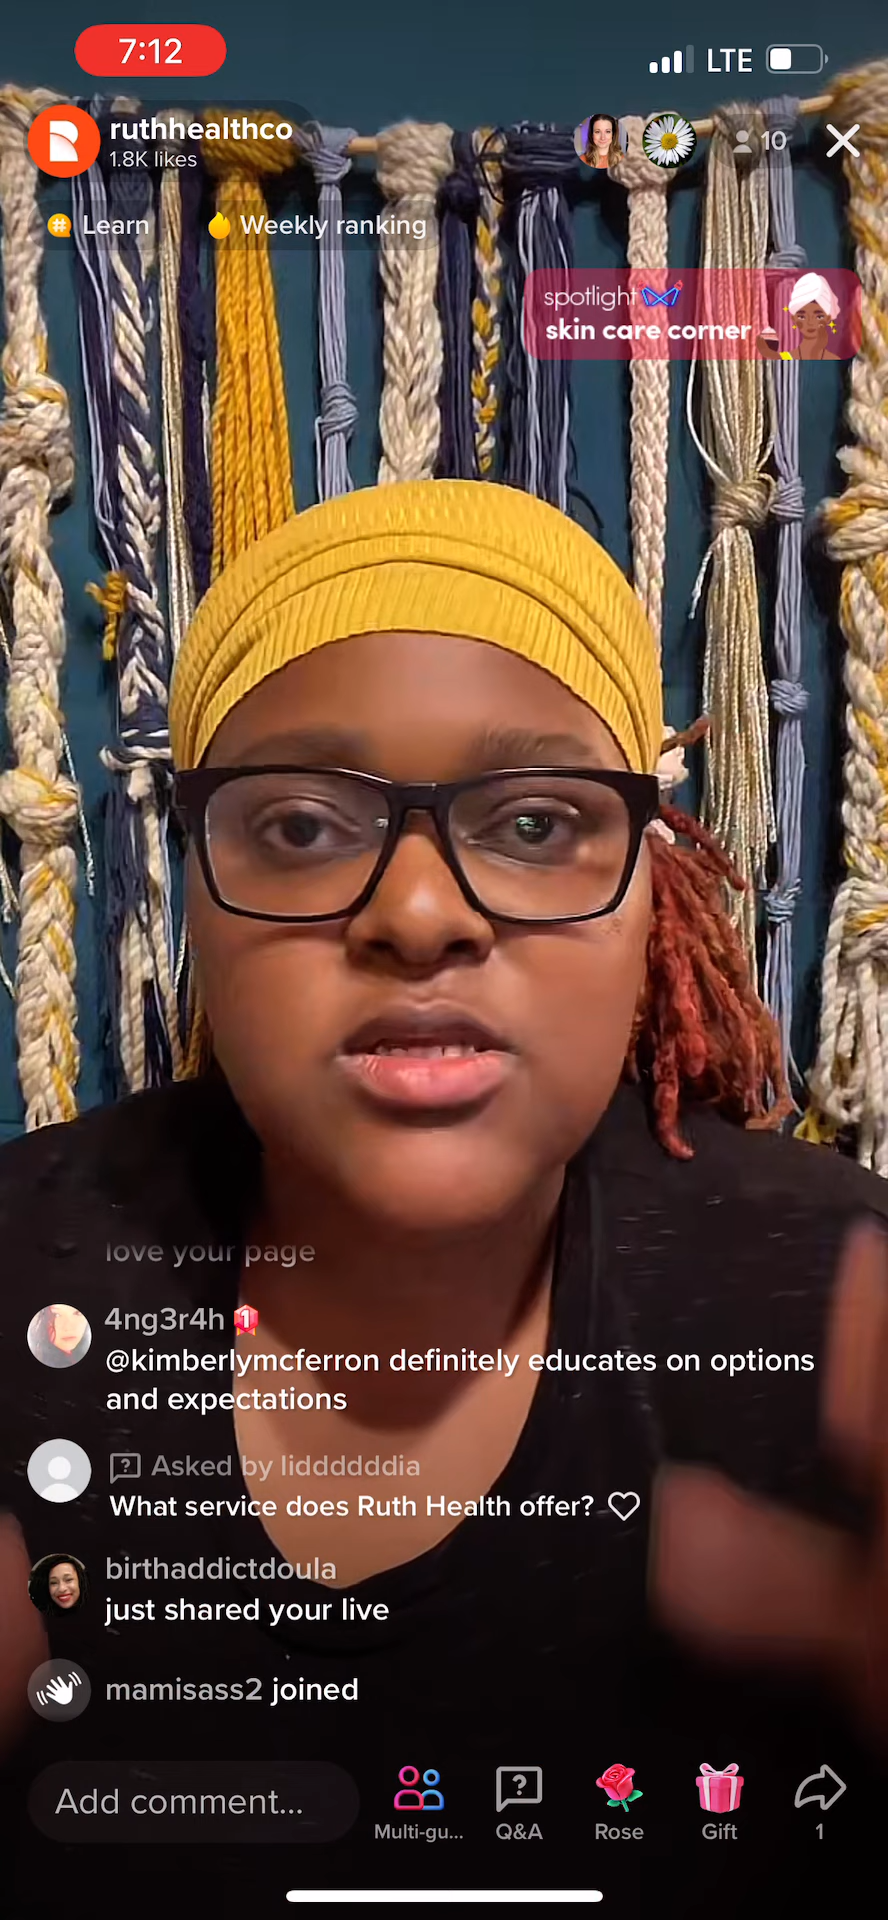 7:12
LTE
ruthhealthco
1.8K likes
10
# Learn
Weekly ranking
spotlight
skin care corner
love your page
4ng3r4h 1
@kimberlymcferron definitely educates on options
and expectations
Asked by liddddddia
What service does Ruth Health offer?
birthaddictdoula
just shared your live
mamisass2 joined
Add comment...
Multi-gu...
Q&A
Rose
Gift
1